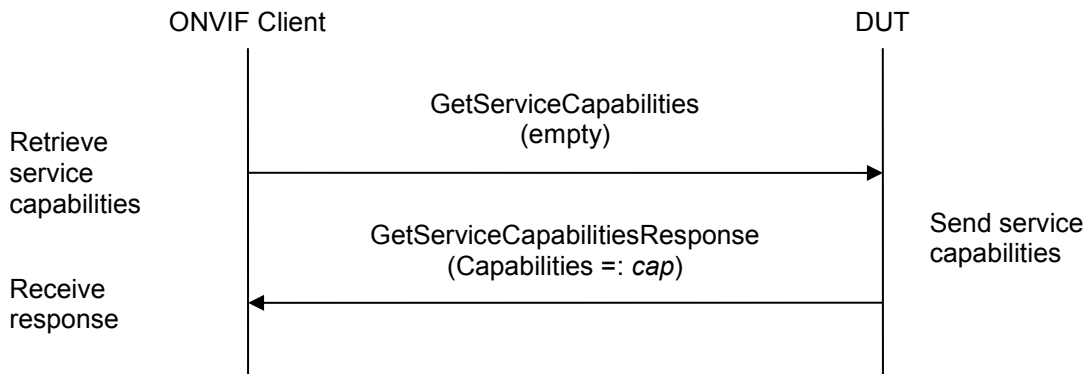 ONVIF Client
DUT
GetServiceCapabilities
(empty)
Retrieve
service
capabilities
GetServiceCapabilitiesResponse
(Capabilities =: cap)
Send service
capabilities
Receive
response